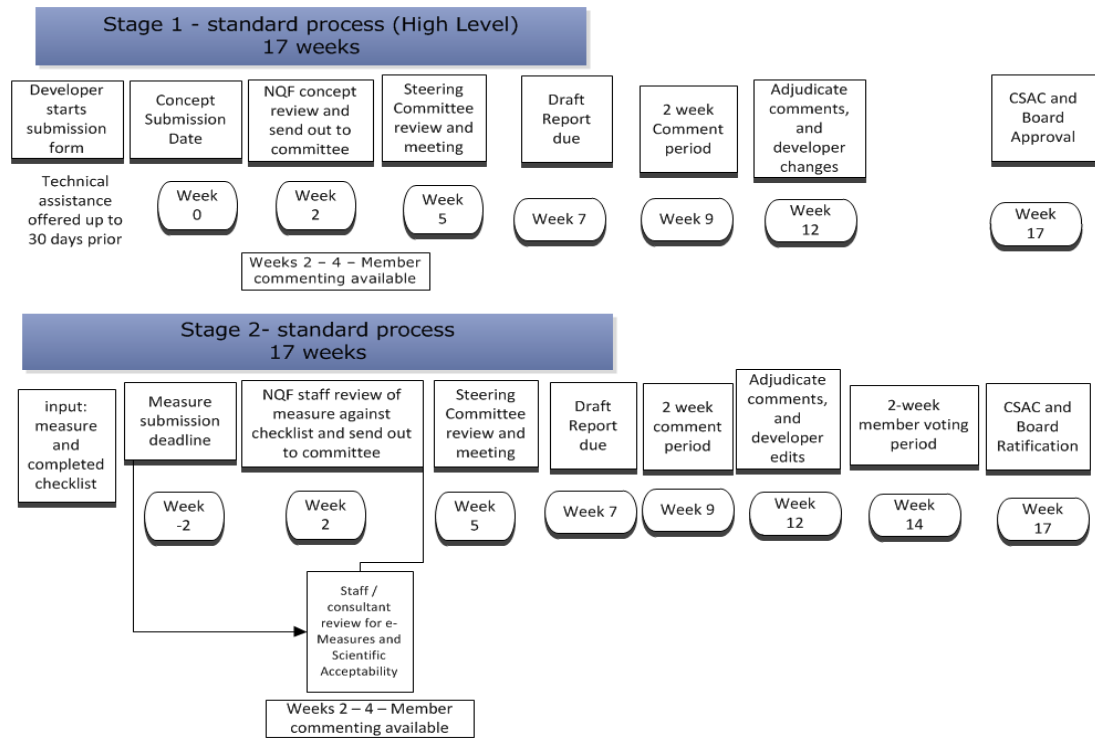 Stage 1 - standard process (High Level)
17 weeks
Developer
starts
submission
form
Concept
Submission
Date
NQF concept
review and
send out to
committee
Steering
Committee
review and
meeting
Draft
Report
due
2 week
Comment
period
Adjudicate
comments,
and
developer
changes
CSAC and
Board
Approval
Technical
assistance
offered up to
30 days prior
Week
0
Week
2
Week
5
Week 7
Week 9
Week
12
Week
17
Weeks 2 – 4 – Member
commenting available
Stage 2- standard process
17 weeks
input:
measure
and
completed
checklist
Measure
submission
deadline
NQF staff review of
measure against
checklist and send out
to committee
Steering
Committee
review and
meeting
Draft
Report
due
2 week
comment
period
Adjudicate
comments,
and
developer
edits
2-week
member voting
period
CSAC and
Board
Ratification
Week
-2
Week
2
Week
5
Week 7
Week 9
Week
12
Week
14
Week
17
Staff /
consultant
review for e-
Measures and
Scientific
Acceptability
Weeks 2 – 4 – Member
commenting available